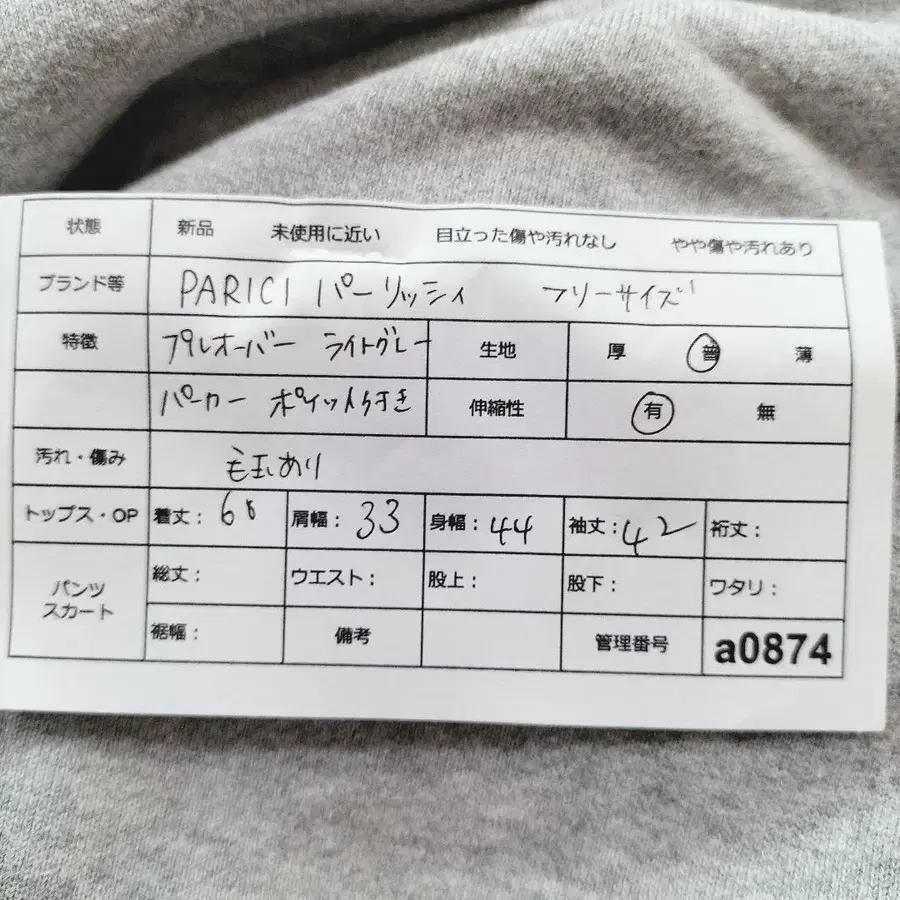 状態 新品 未使用に近い 目立った傷や汚れなし やや傷や汚れあり
ブランド等 PARICI パーリッシィ フリーサイズ
特徴 プルオーバー ライトグレー 生地 厚 普 薄
パーカー ポケット付き 伸縮性 有 無
汚れ・傷み 毛玉あり
トップス・OP 着丈： 68 肩幅： 33 身幅： 44 袖丈： 42 裄丈：
パンツ スカート 総丈： ウエスト： 股上： 股下： ワタリ：
裾幅： 備考 管理番号 a0874